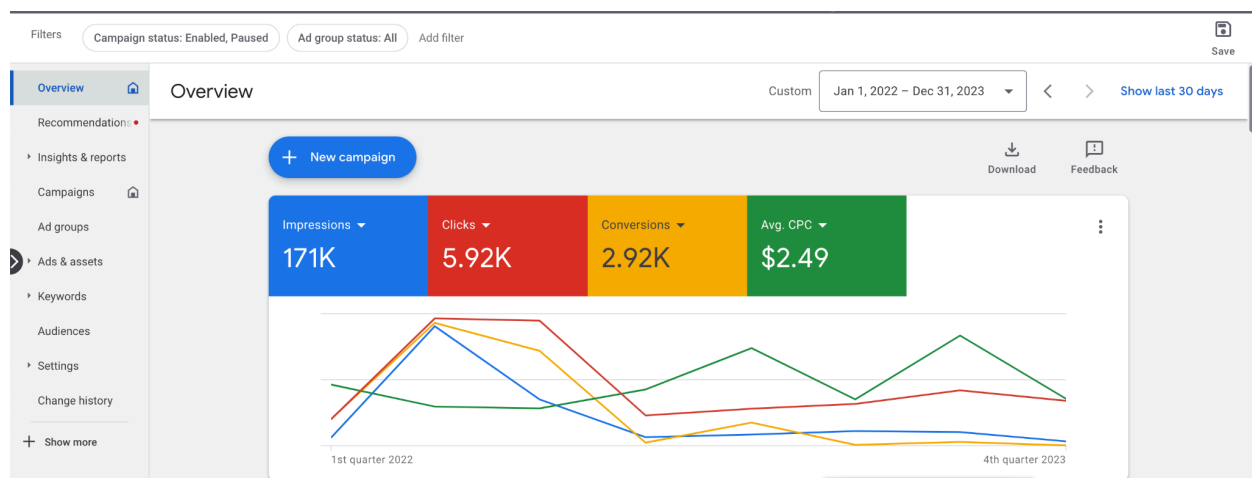 Filters
Campaign status: Enabled, Paused
Ad group status: All
Add filter
Save
Overview
Recommendations
Insights & reports
Campaigns
Ad groups
Ads & assets
Keywords
Audiences
Settings
Change history
Show more
Overview
Custom
Jan 1, 2022 – Dec 31, 2023
Show last 30 days
New campaign
Download
Feedback
Impressions
171K
Clicks
5.92K
Conversions
2.92K
Avg. CPC
$2.49
1st quarter 2022
4th quarter 2023